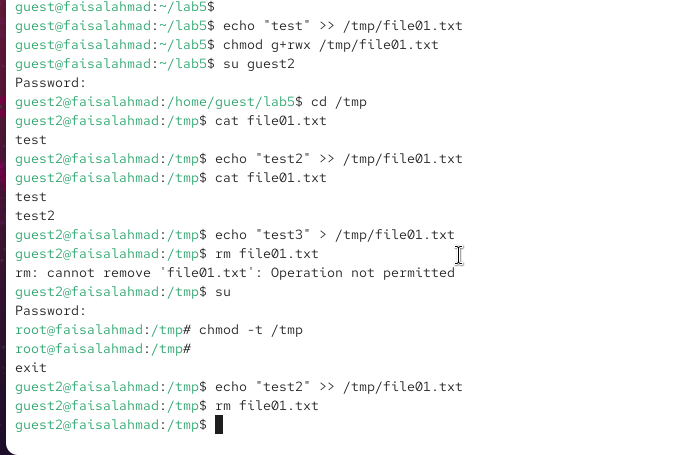 guest@faisalahmad:~/lab5$
guest@faisalahmad:~/lab5$ echo "test" >> /tmp/file01.txt
guest@faisalahmad:~/lab5$ chmod g+rwx /tmp/file01.txt
guest@faisalahmad:~/lab5$ su guest2
Password:
guest2@faisalahmad:/home/guest/lab5$ cd /tmp
guest2@faisalahmad:/tmp$ cat file01.txt
test
guest2@faisalahmad:/tmp$ echo "test2" >> /tmp/file01.txt
guest2@faisalahmad:/tmp$ cat file01.txt
test
test2
guest2@faisalahmad:/tmp$ echo "test3" > /tmp/file01.txt
guest2@faisalahmad:/tmp$ rm file01.txt
rm: cannot remove 'file01.txt': Operation not permitted
guest2@faisalahmad:/tmp$ su
Password:
root@faisalahmad:/tmp# chmod -t /tmp
root@faisalahmad:/tmp#
exit
guest2@faisalahmad:/tmp$ echo "test2" >> /tmp/file01.txt
guest2@faisalahmad:/tmp$ rm file01.txt
guest2@faisalahmad:/tmp$